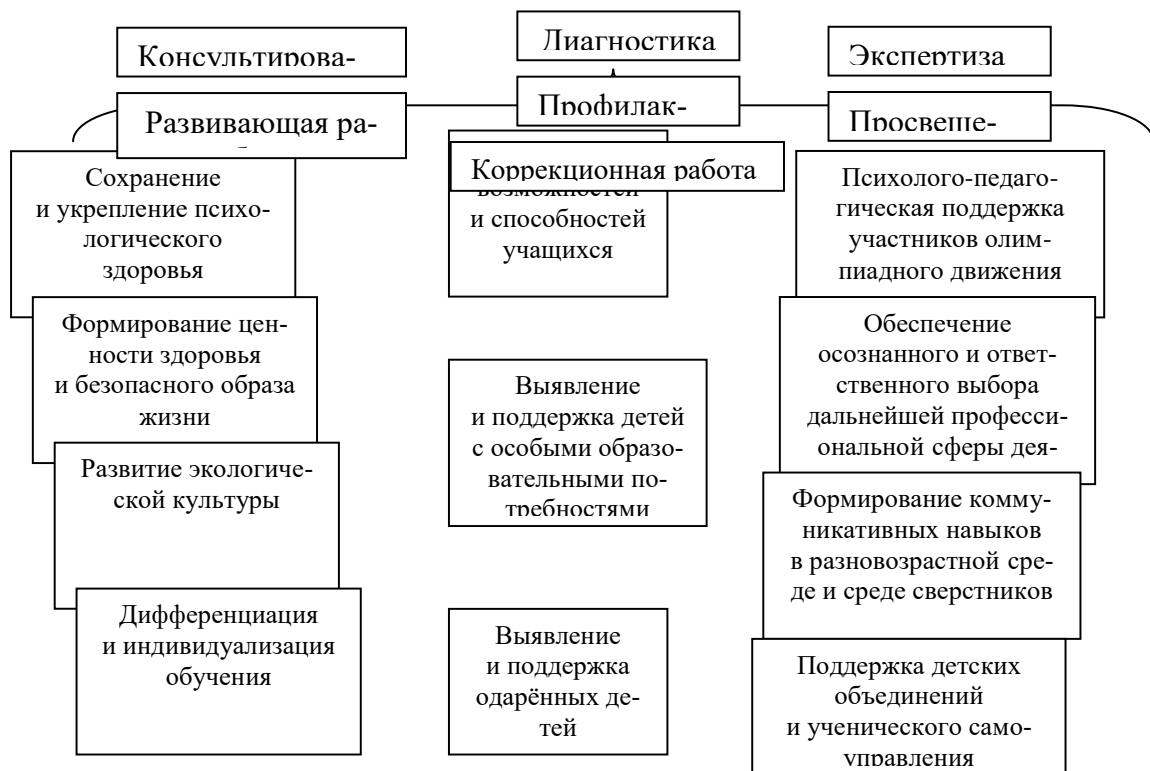 Консультирова-
Диагностика
Экспертиза
Развивающая ра-
Профилак-
Просвеще-
Коррекционная работа
Сохранение
и укрепление психо-
логического
здоровья
Формирование цен-
ности здоровья
и безопасного образа
жизни
Развитие экологиче-
ской культуры
Дифференциация
и индивидуализация
обучения
возможностей
и способностей
учащихся
Выявление
и поддержка детей
с особыми образо-
вательными по-
требностями
Выявление
и поддержка
одарённых де-
тей
Психолого-педаго-
гическая поддержка
участников олим-
пиадного движения
Обеспечение
осознанного и ответ-
ственного выбора
дальнейшей професси-
ональной сферы дея-
Формирование комму-
никативных навыков
в разновозрастной сре-
де и среде сверстников
Поддержка детских
объединений
и ученического само-
управления